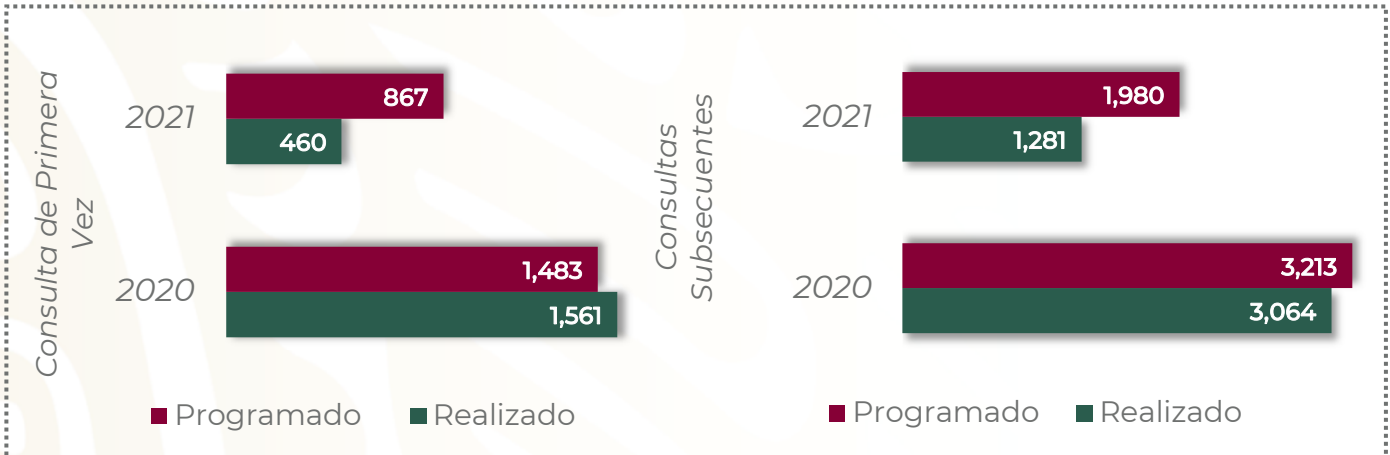 Consulta de Primera
Vez
2021
867
460
2020
1,483
1,561
Programado
Realizado
Consultas
Subsecuentes
2021
1,980
1,281
2020
3,213
3,064
Programado
Realizado